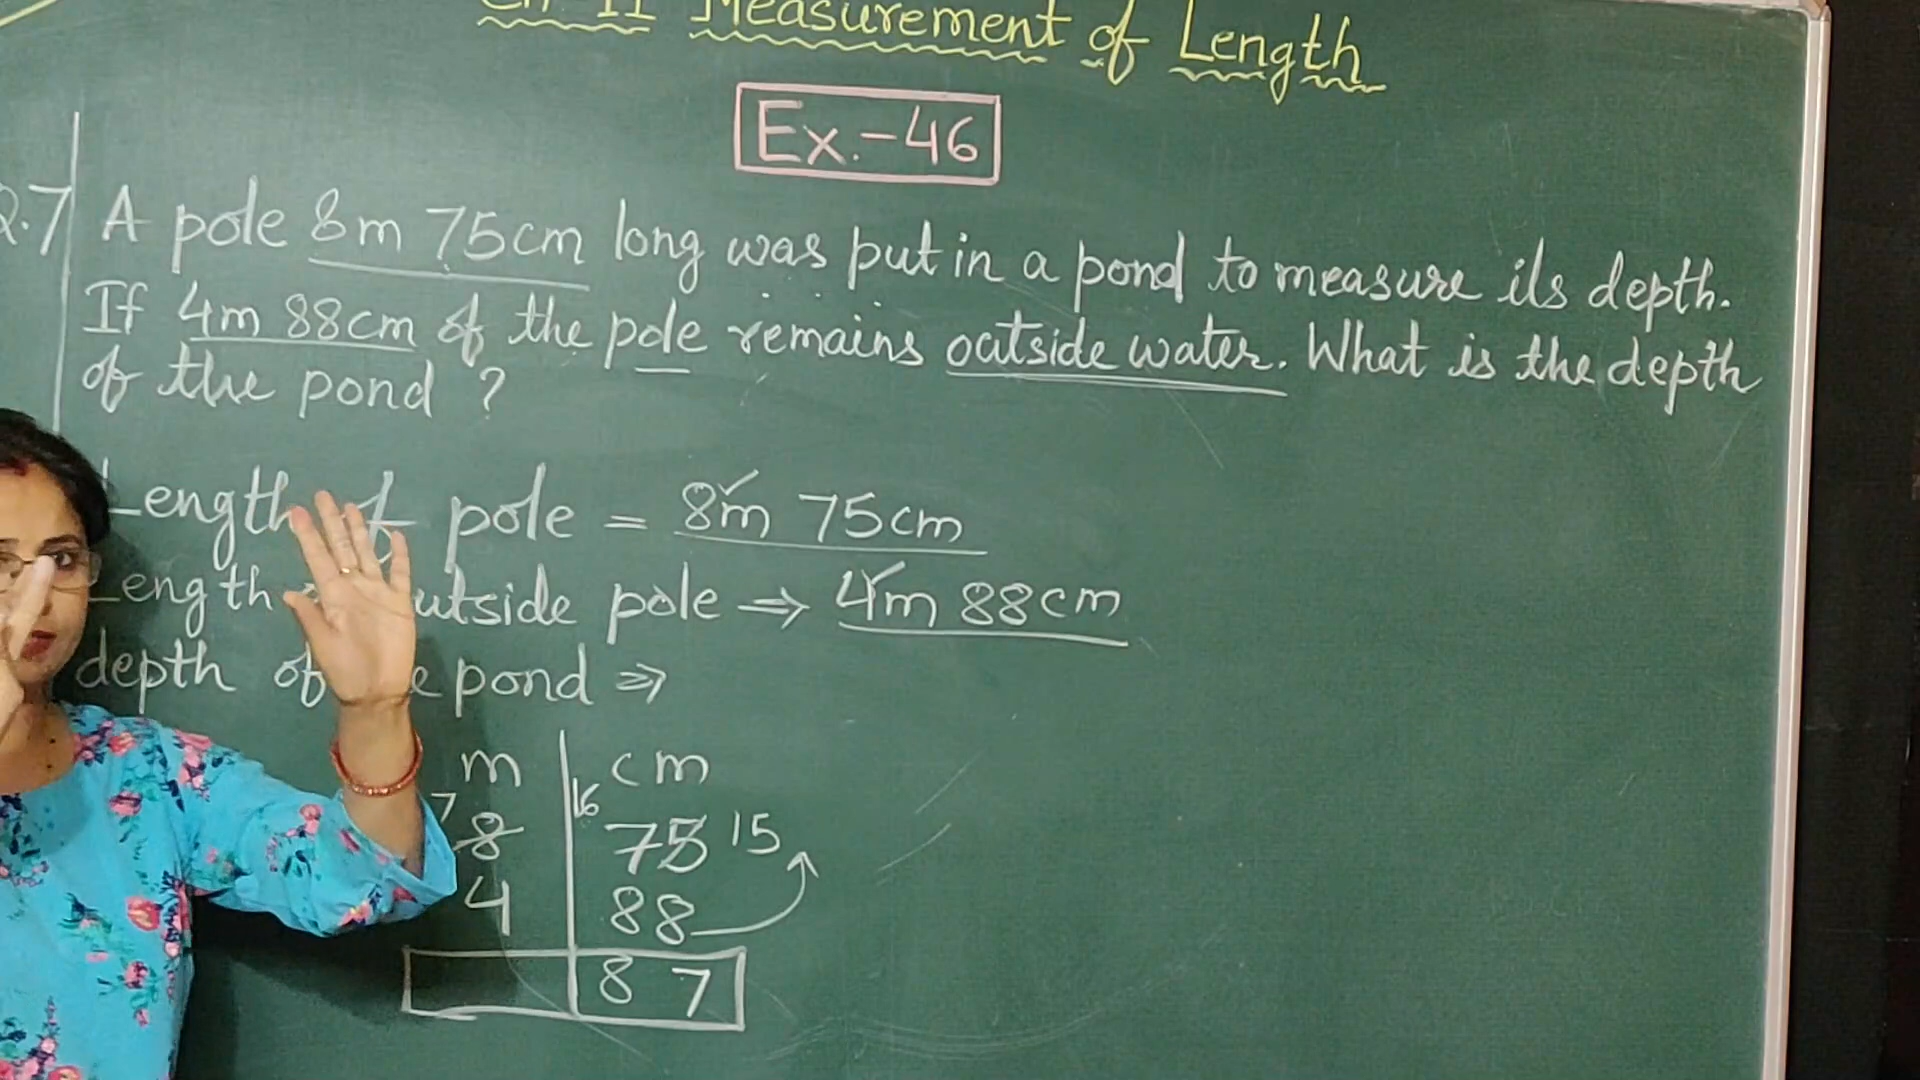 Ch-11 Measurement of Length
Ex.-46
Q.7 A pole 8m 75cm long was put in a pond to measure its depth.
If 4m 88cm of the pole remains outside water. What is the depth
of the pond ?
Length of pole = 8m 75cm
Length outside pole ⇒ 4m 88cm
depth of pond ⇒
m cm
7 16
8 75 15
4 88
8 7